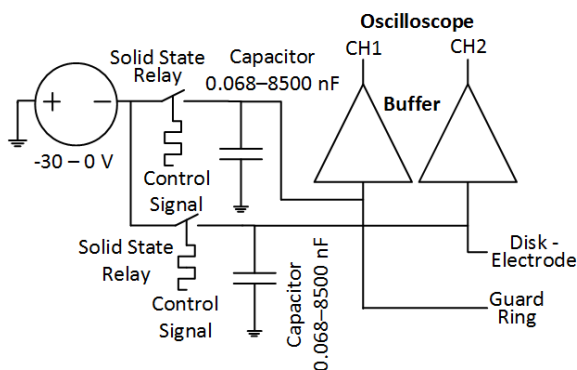 Oscilloscope
CH1
CH2
Solid State
Relay
Capacitor
0.068–8500 nF
Buffer
+
−
-30 – 0 V
Control
Signal
Solid State
Relay
Control
Signal
Capacitor
0.068–8500 nF
Disk -
Electrode
Guard
Ring